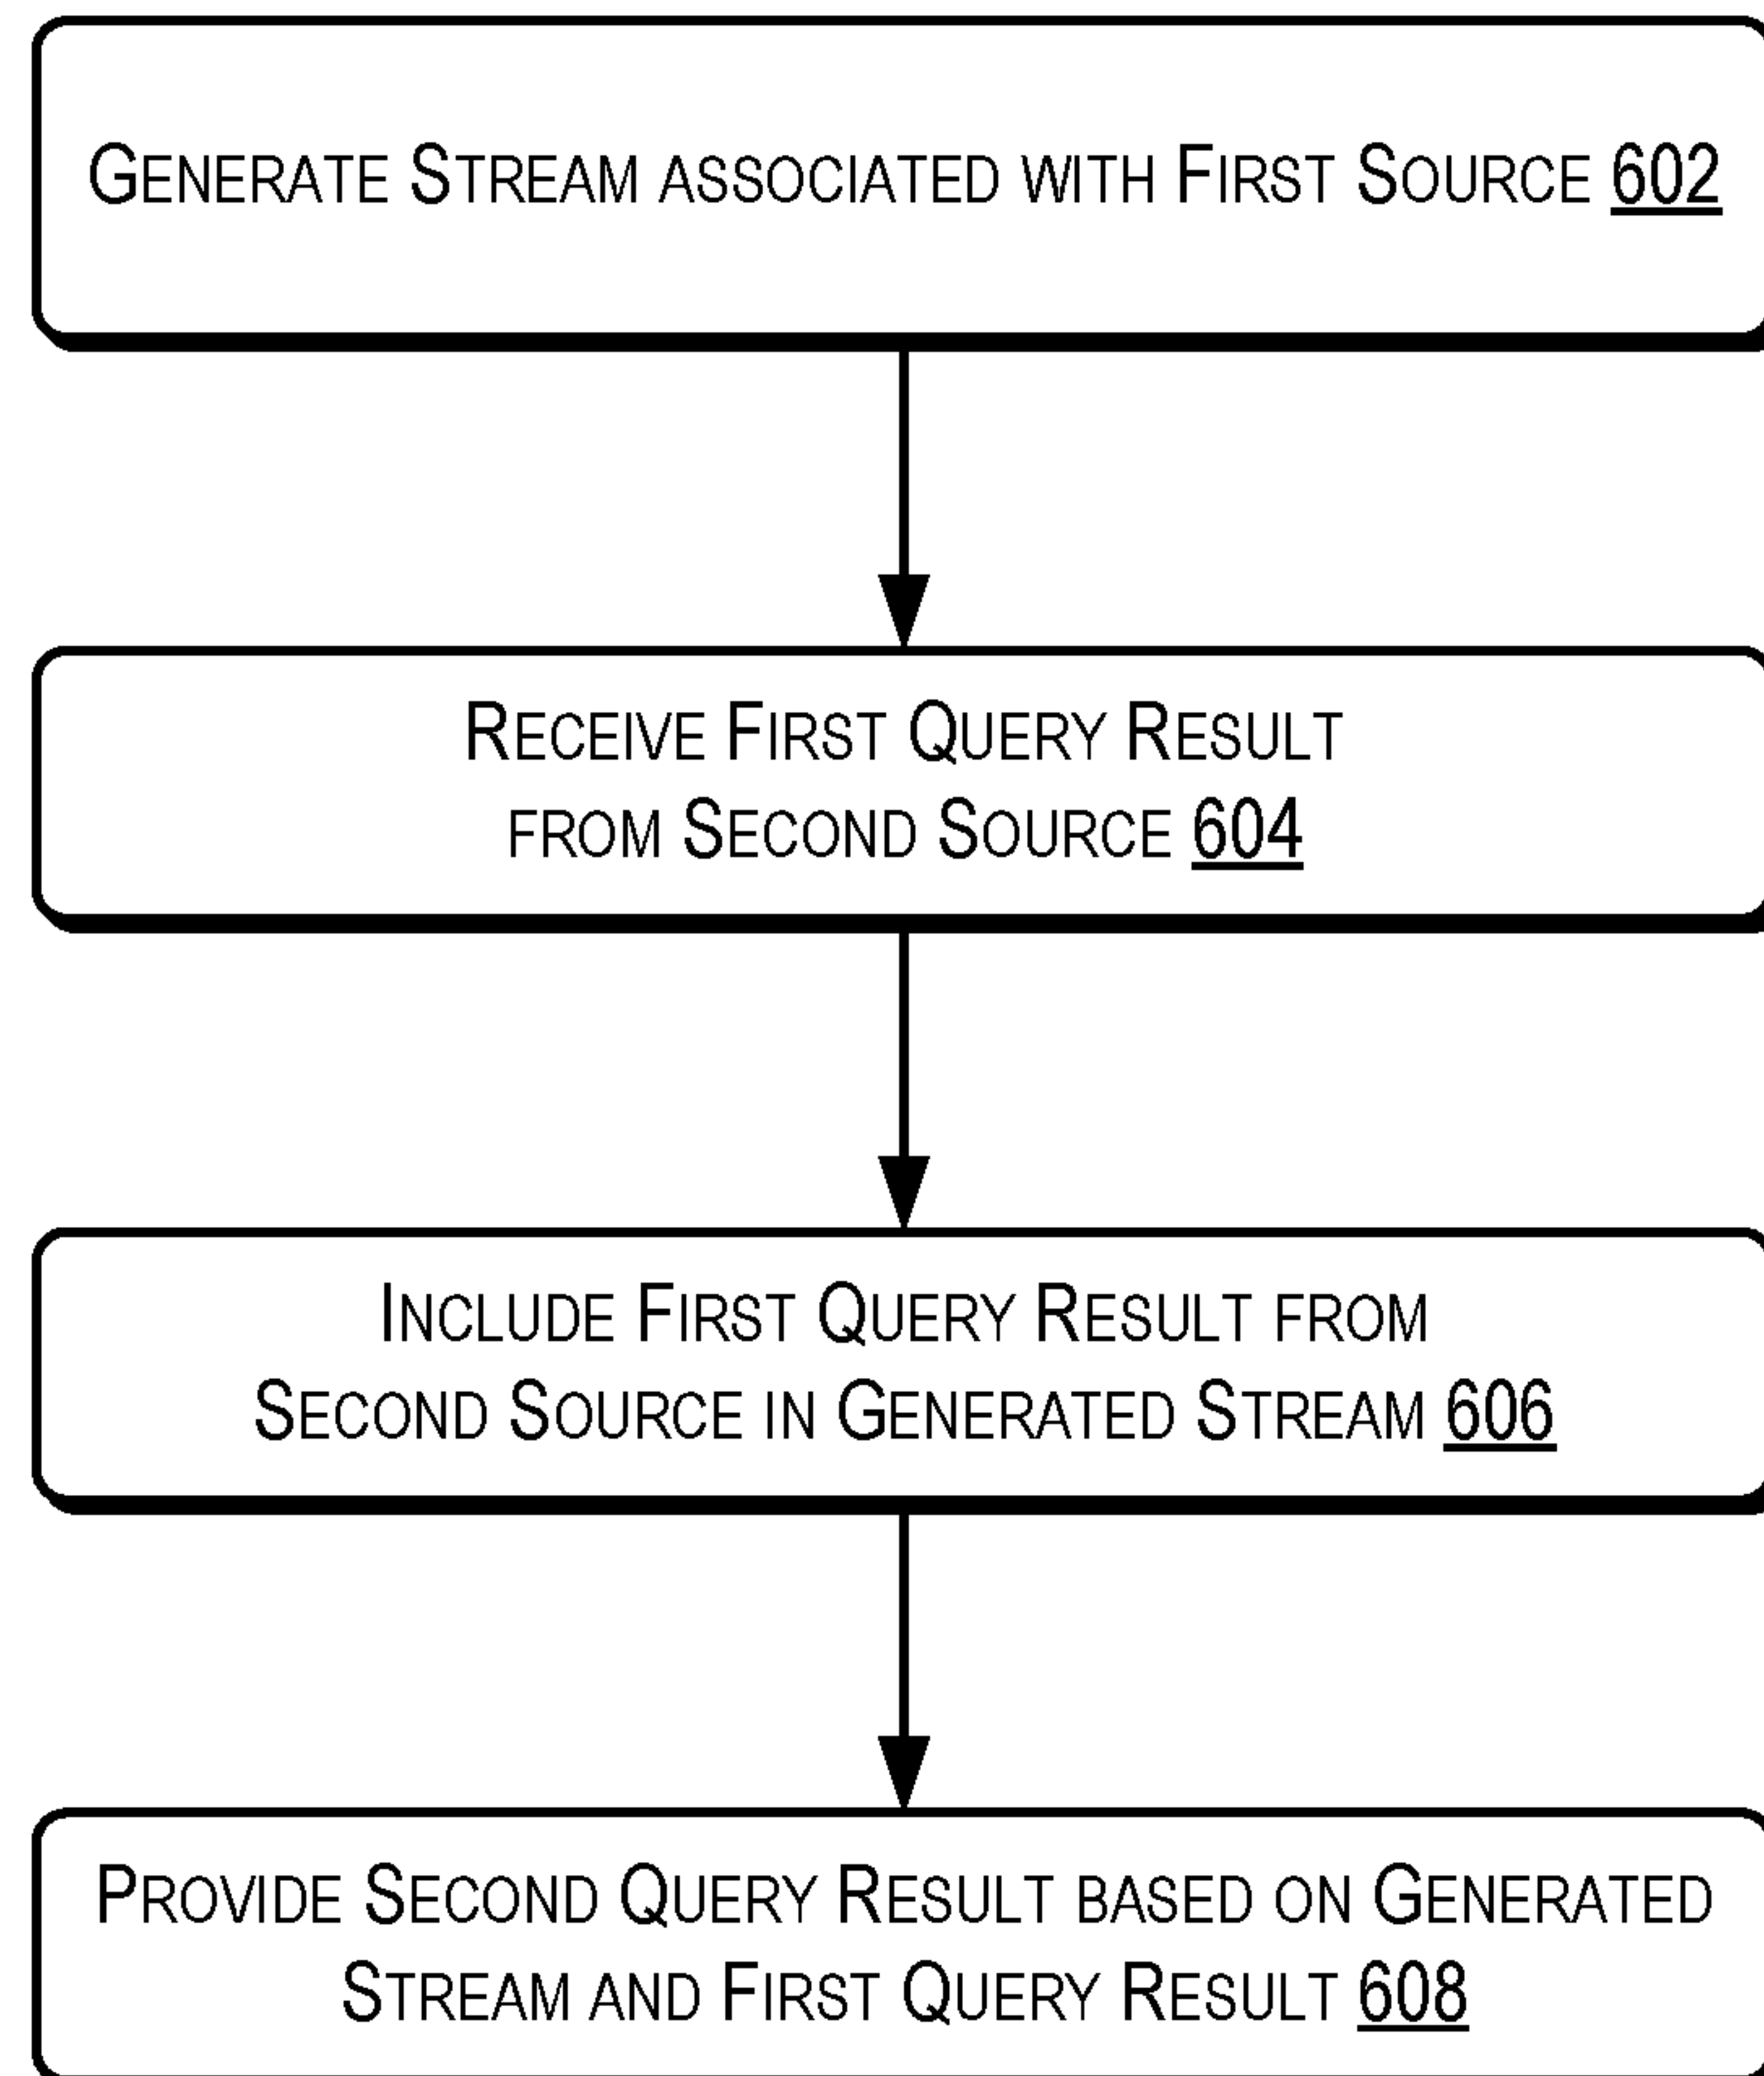 GENERATE STREAM ASSOCIATED WITH FIRST SOURCE 602
RECEIVE FIRST QUERY RESULT
FROM SECOND SOURCE 604
INCLUDE FIRST QUERY RESULT FROM
SECOND SOURCE IN GENERATED STREAM 606
PROVIDE SECOND QUERY RESULT BASED ON GENERATED
STREAM AND FIRST QUERY RESULT 608